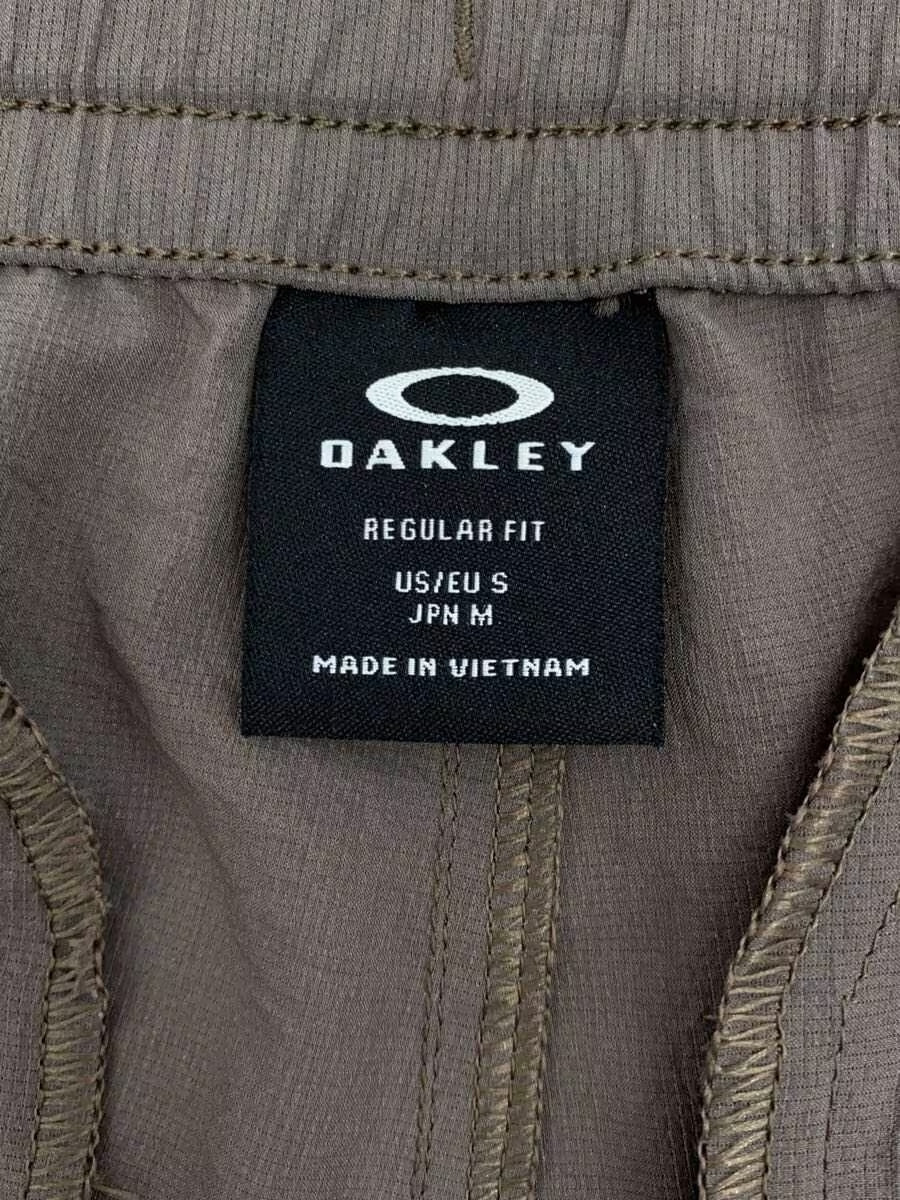 OAKLEY
REGULAR FIT
US/EU S
JPN M
MADE IN VIETNAM